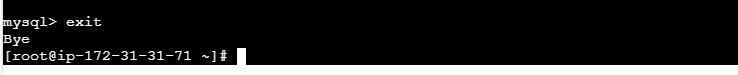 mysql> exit
Bye
[root@ip-172-31-31-71 ~]#